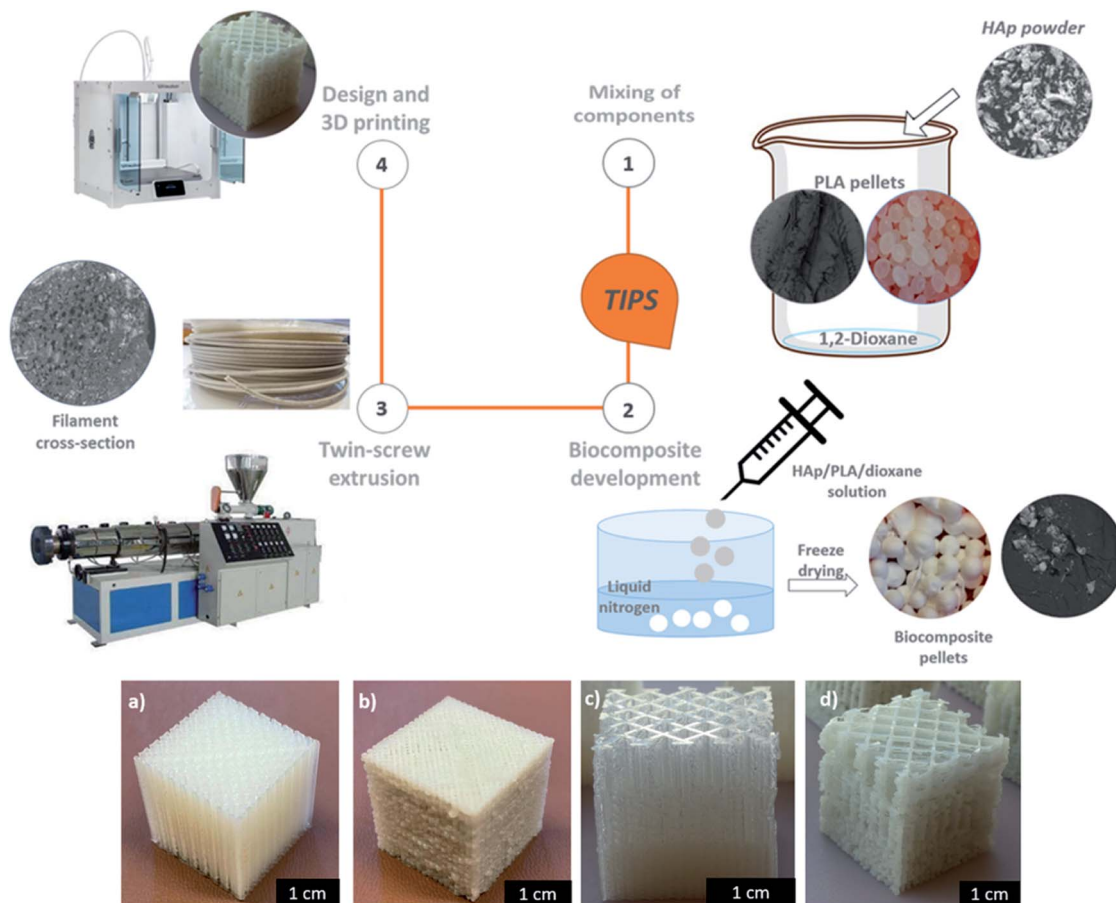 Design and
3D printing
4
Mixing of
components
1
HAp powder
PLA pellets
1,2-Dioxane
TIPS
Filament
cross-section
3
Twin-screw
extrusion
2
Biocomposite
development
HAp/PLA/dioxane
solution
Liquid
nitrogen
Freeze
drying
Biocomposite
pellets
a)
1 cm
b)
1 cm
c)
1 cm
d)
1 cm